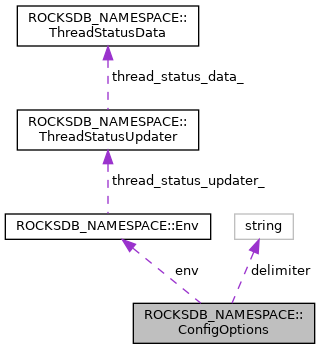 ROCKSDB_NAMESPACE::
ThreadStatusData
thread_status_data_
ROCKSDB_NAMESPACE::
ThreadStatusUpdater
thread_status_updater_
ROCKSDB_NAMESPACE::Env
string
env
delimiter
ROCKSDB_NAMESPACE::
ConfigOptions